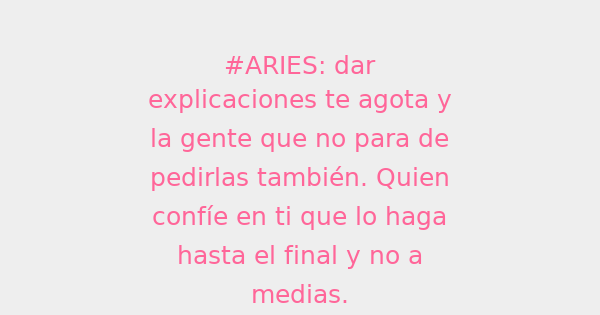 #ARIES: dar
explicaciones te agota y
la gente que no para de
pedirlas también. Quien
confíe en ti que lo haga
hasta el final y no a
medias.